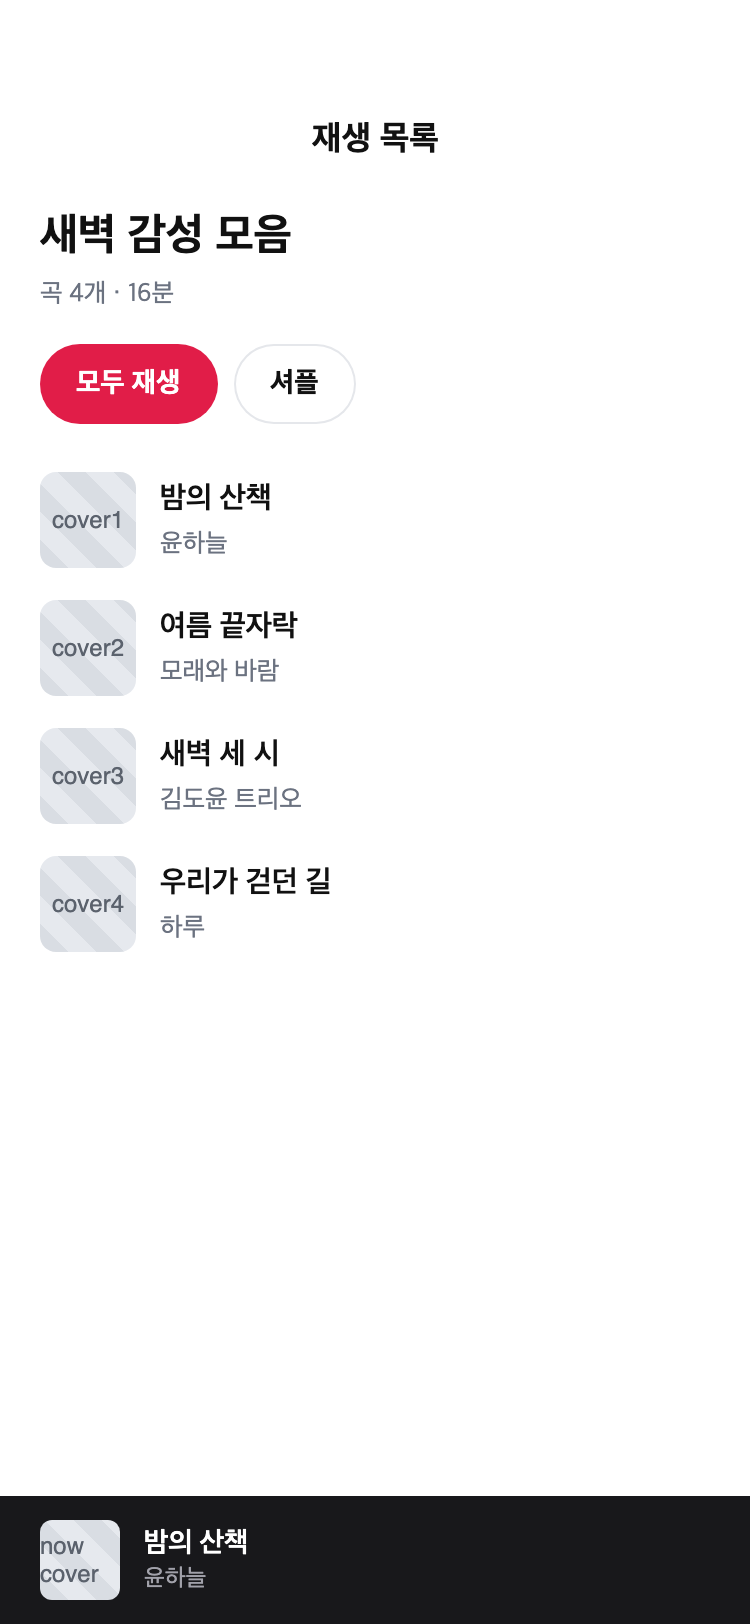 재생 목록
새벽 감성 모음
곡 4개 · 16분
모두 재생
셔플
cover1
밤의 산책
윤하늘
cover2
여름 끝자락
모래와 바람
cover3
새벽 세 시
김도윤 트리오
cover4
우리가 걷던 길
하루
now
cover
밤의 산책
윤하늘